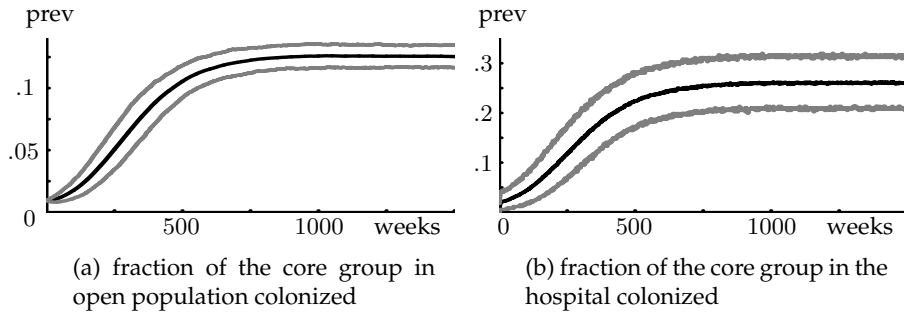 prev
.1
.05
0
500
1000
weeks
(a) fraction of the core group in
open population colonized
prev
.3
.2
.1
0
500
1000
weeks
(b) fraction of the core group in the
hospital colonized